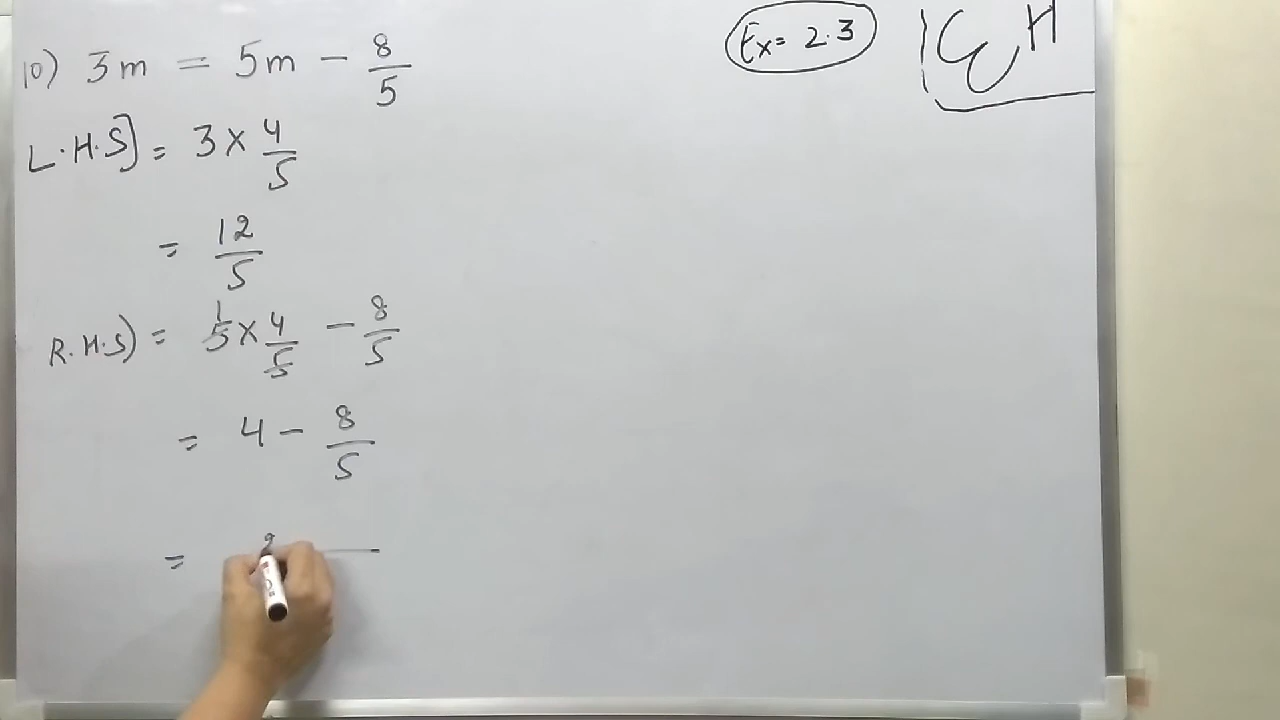 10) 3m = 5m - 8/5
Ex = 2.3
L.H.S] = 3 × 4/5
= 12/5
R.H.S) = 5 1 × 4/5 - 8/5
= 4 - 8/5
=